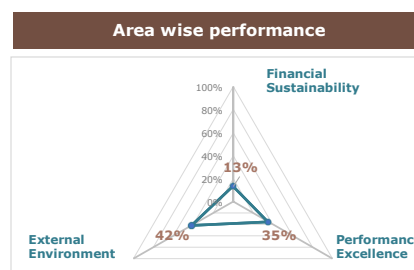 Area wise performance
Financial
Sustainability
100%
80%
60%
40%
20%
0%
13%
42%
35%
External
Environment
Performanc
Excellence